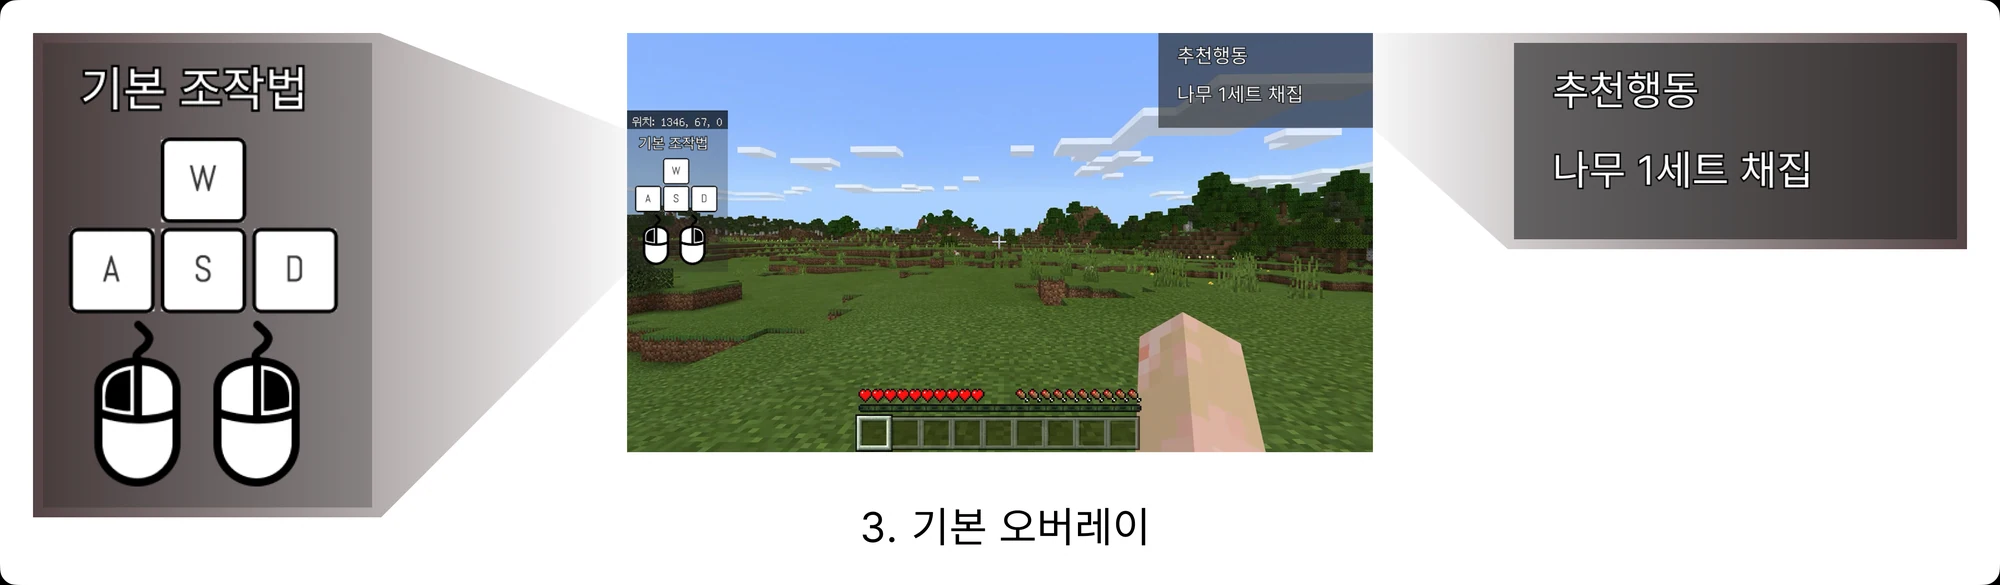 기본 조작법
W
A S D
위치: 1346, 67, 0
기본 조작법
W
A S D
추천행동
나무 1세트 채집
추천행동
나무 1세트 채집
3. 기본 오버레이